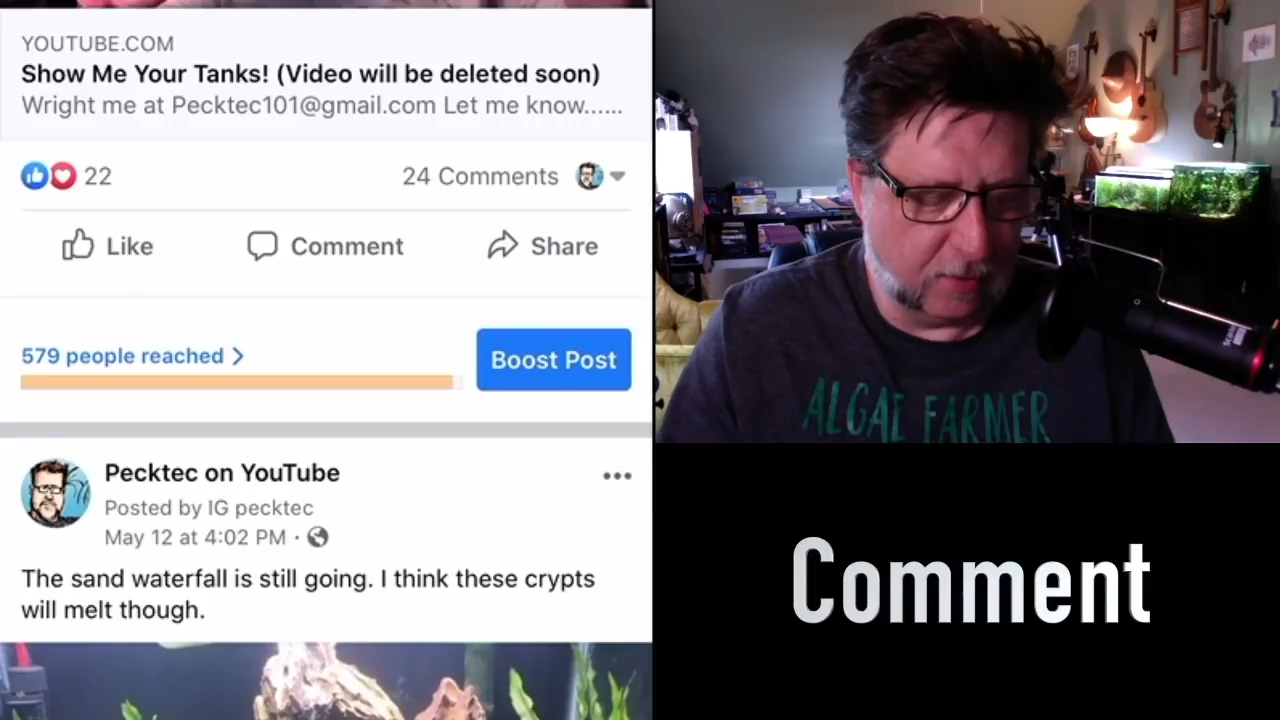 YOUTUBE.COM
Show Me Your Tanks! (Video will be deleted soon)
Wright me at Pecktec101@gmail.com Let me know......
22
24 Comments
Like
Comment
Share
579 people reached
Boost Post
Pecktec on YouTube
Posted by IG pecktec
May 12 at 4:02 PM ·
The sand waterfall is still going. I think these crypts
will melt though.
ALGAE FARMER
Comment